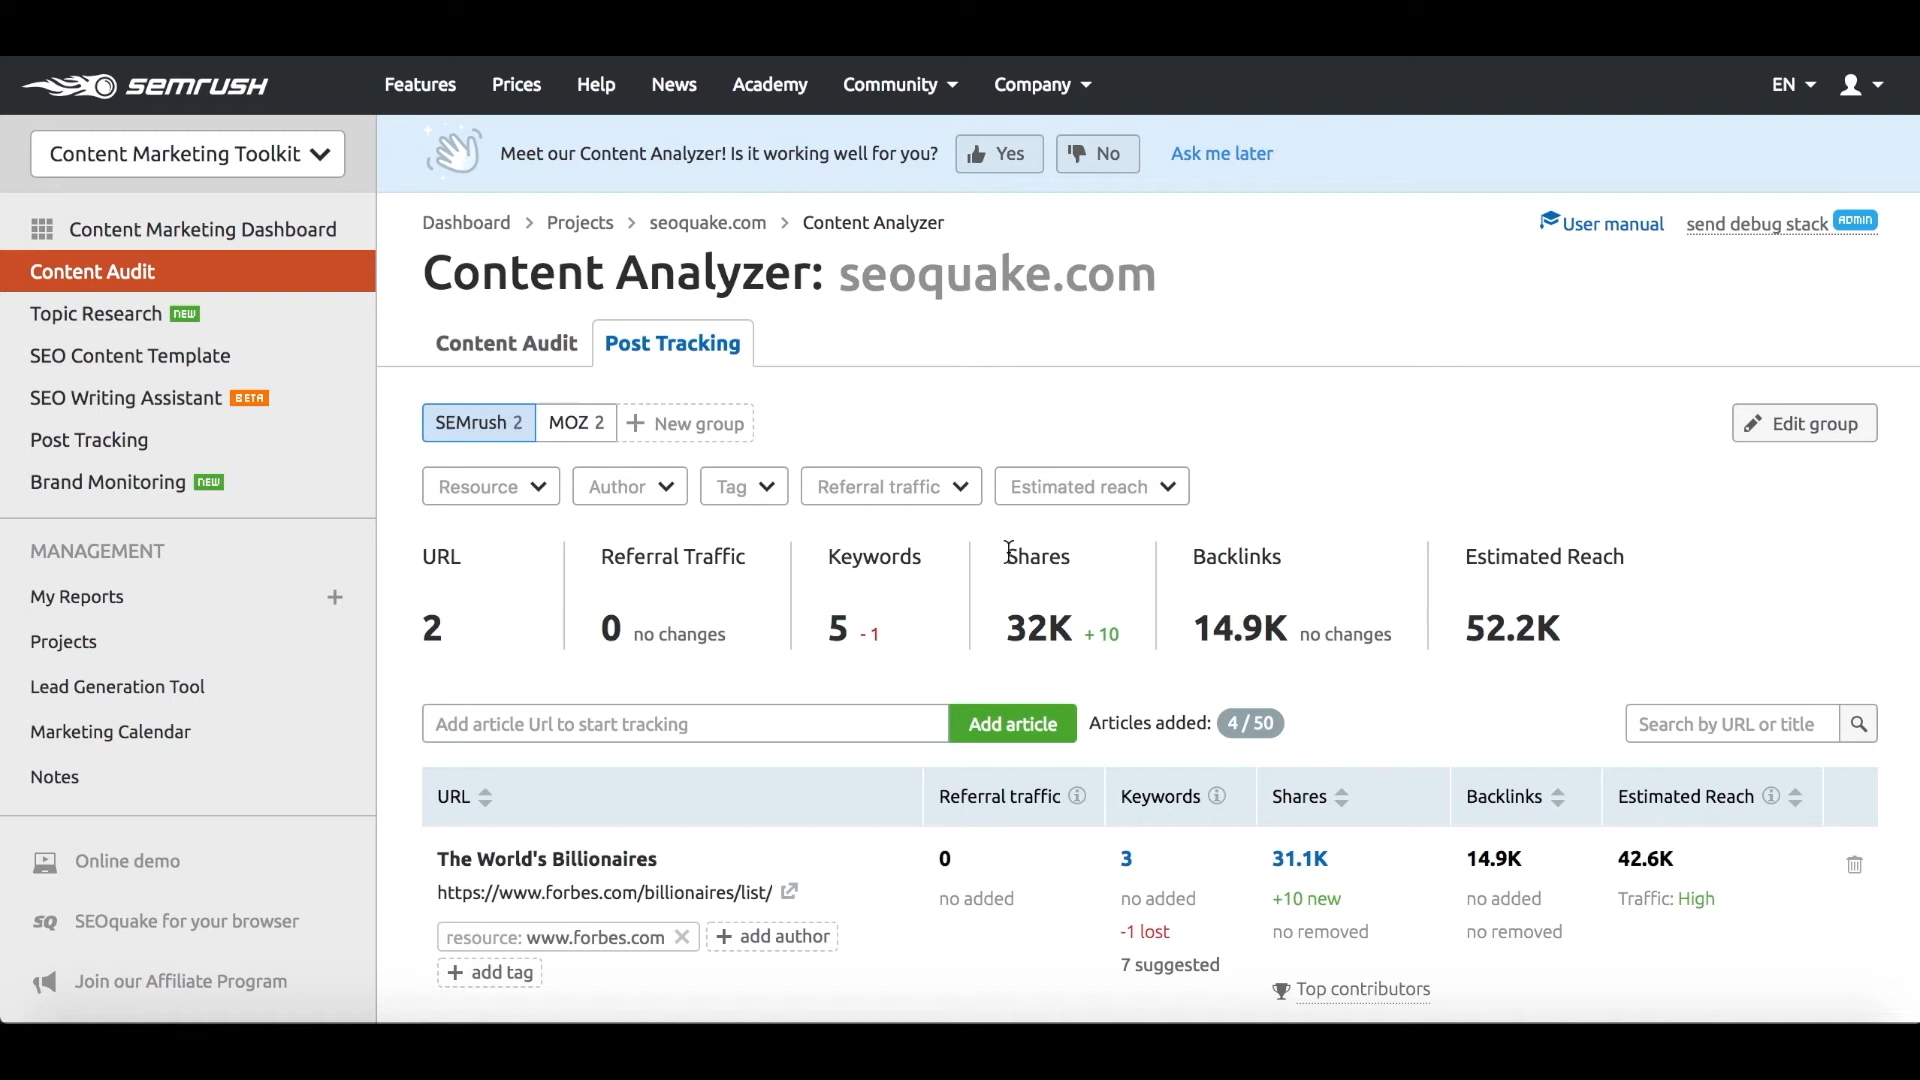 SEMRUSH Features Prices Help News Academy Community Company EN
Content Marketing Toolkit
Meet our Content Analyzer! Is it working well for you? Yes No Ask me later
Content Marketing Dashboard
Content Audit
Topic Research NEW
SEO Content Template
SEO Writing Assistant BETA
Post Tracking
Brand Monitoring NEW
MANAGEMENT
My Reports +
Projects
Lead Generation Tool
Marketing Calendar
Notes
Online demo
SQ SEOquake for your browser
Join our Affiliate Program
Dashboard > Projects > seoquake.com > Content Analyzer
User manual send debug stack ADMIN
Content Analyzer: seoquake.com
Content Audit Post Tracking
SEMrush 2 MOZ 2 + New group Edit group
Resource Author Tag Referral traffic Estimated reach
URL Referral Traffic Keywords Shares Backlinks Estimated Reach
2 0 no changes 5 - 1 32K + 10 14.9K no changes 52.2K
Add article Url to start tracking Add article Articles added: 4 / 50 Search by URL or title
URL Referral traffic Keywords Shares Backlinks Estimated Reach
The World's Billionaires 0 3 31.1K 14.9K 42.6K
https://www.forbes.com/billionaires/list/ no added no added +10 new no added Traffic: High
resource: www.forbes.com + add author -1 lost no removed no removed
+ add tag 7 suggested
Top contributors